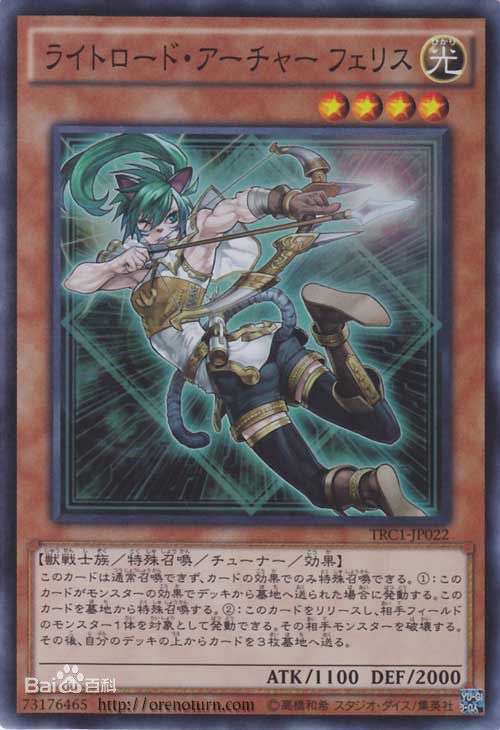 ライトロード・アーチャー フェリス
ひかり
光
TRC1-JP022
【獣戦士族／特殊召喚／チューナー／効果】
このカードは通常召喚できず、カードの効果でのみ特殊召喚できる。①：この
カードがモンスターの効果でデッキから墓地へ送られた場合に発動する。この
カードを墓地から特殊召喚する。②：このカードをリリースし、相手フィールド
のモンスター１体を対象として発動できる。その相手モンスターを破壊する。
その後、自分のデッキの上からカードを３枚墓地へ送る。
ATK/1100 DEF/2000
Bai 百科
73176465 http://orenoturn.com ©高橋和希 スタジオ・ダイス/集英社